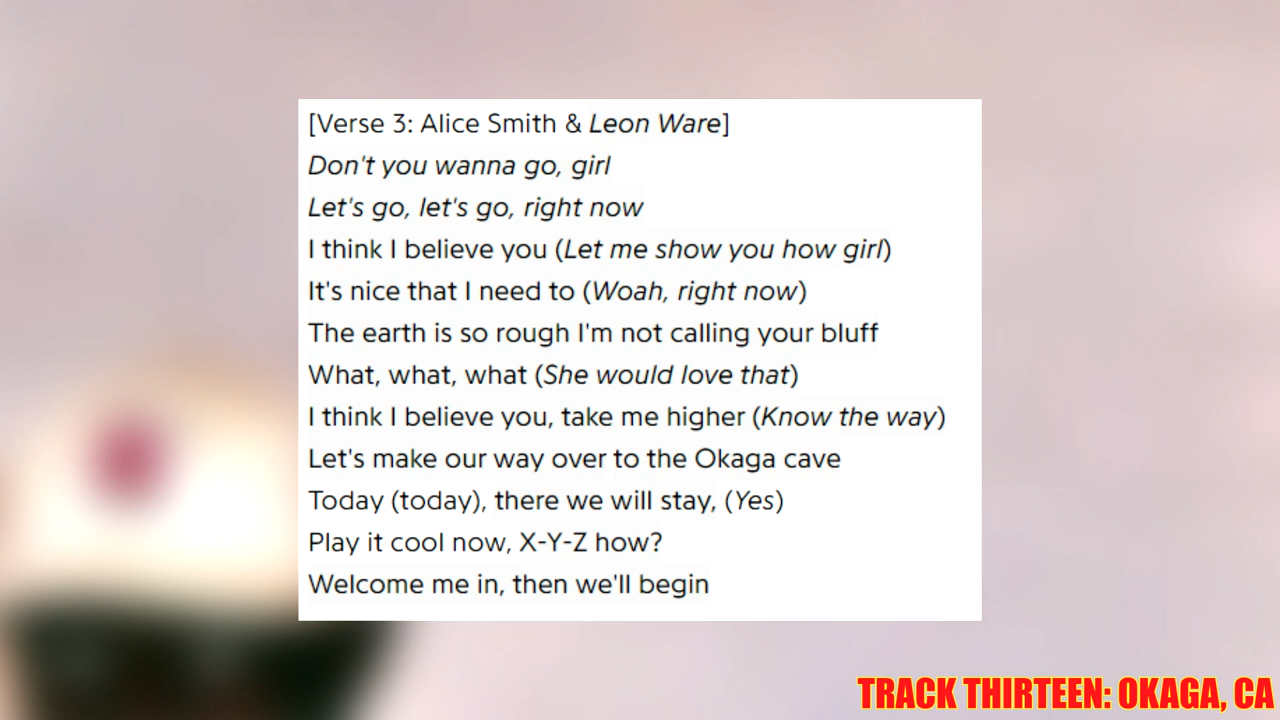 [Verse 3: Alice Smith & Leon Ware]
Don't you wanna go, girl
Let's go, let's go, right now
I think I believe you (Let me show you how girl)
It's nice that I need to (Woah, right now)
The earth is so rough I'm not calling your bluff
What, what, what (She would love that)
I think I believe you, take me higher (Know the way)
Let's make our way over to the Okaga cave
Today (today), there we will stay, (Yes)
Play it cool now, X-Y-Z how?
Welcome me in, then we'll begin
TRACK THIRTEEN: OKAGA, CA